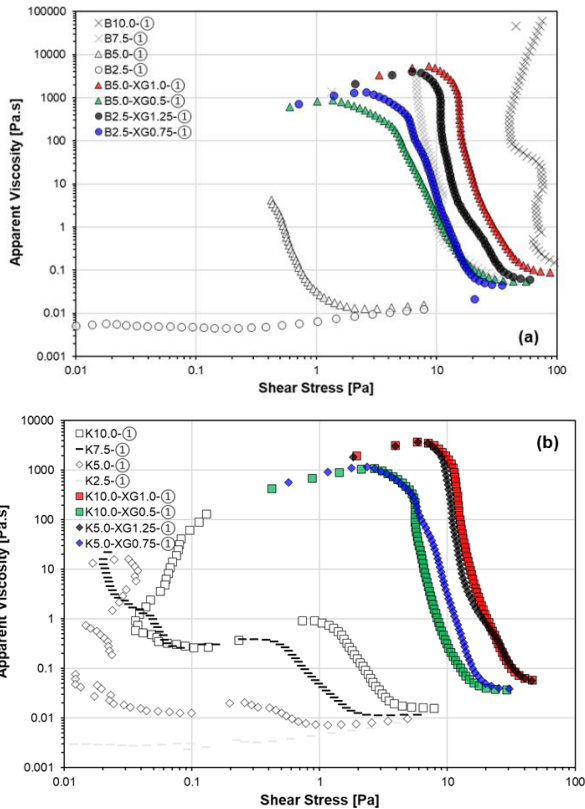 100000
10000
1000
100
10
1
0.1
0.01
0.001
Apparent Viscosity [Pa.s]
B10.0-①
B7.5-①
B5.0-①
B2.5-①
B5.0-XG1.0-①
B5.0-XG0.5-①
B2.5-XG1.25-①
B2.5-XG0.75-①
(a)
0.01 0.1 1 10 100
Shear Stress [Pa]
10000
1000
100
10
1
0.1
0.01
0.001
Apparent Viscosity [Pa.s]
K10.0-①
K7.5-①
K5.0-①
K2.5-①
K10.0-XG1.0-①
K10.0-XG0.5-①
K5.0-XG1.25-①
K5.0-XG0.75-①
(b)
0.01 0.1 1 10 100
Shear Stress [Pa]